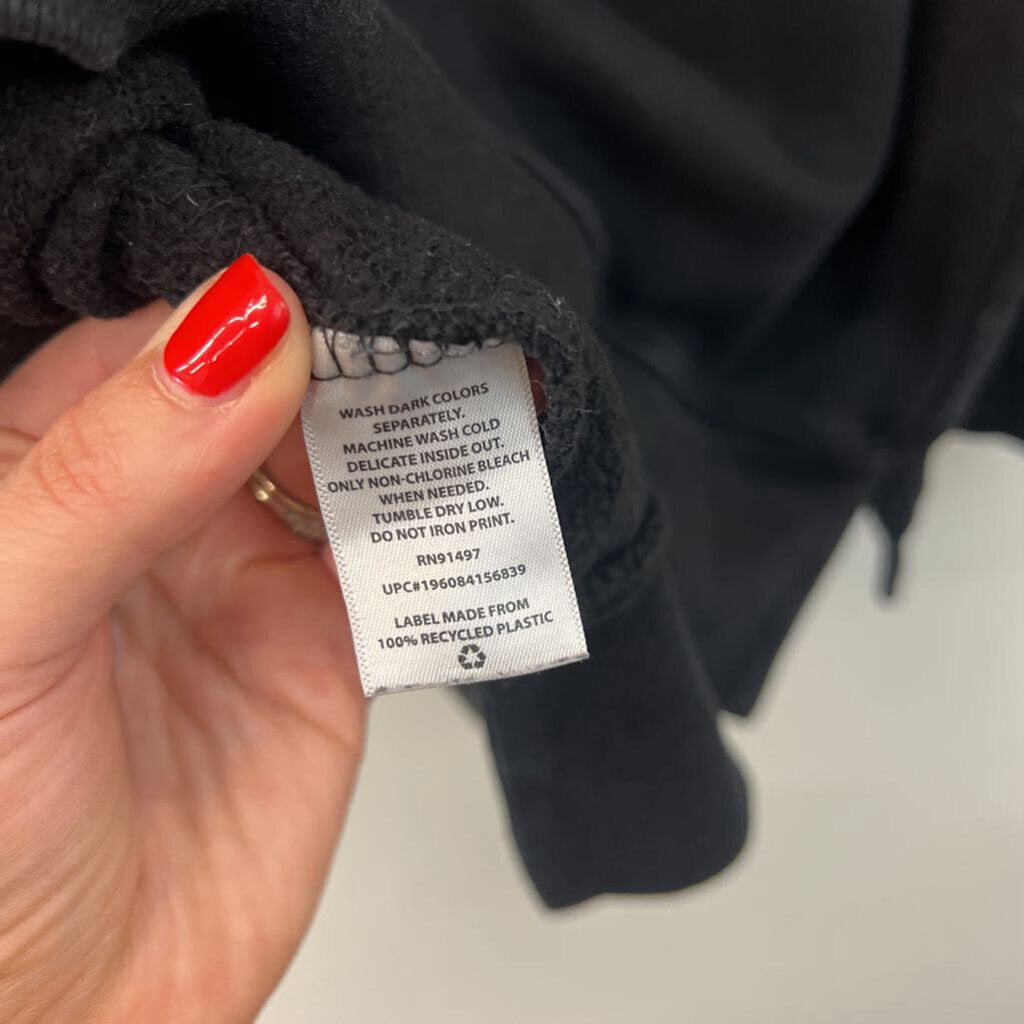 WASH DARK COLORS
SEPARATELY.
MACHINE WASH COLD
DELICATE INSIDE OUT.
ONLY NON-CHLORINE BLEACH
WHEN NEEDED.
TUMBLE DRY LOW.
DO NOT IRON PRINT.
RN91497
UPC#196084156839
LABEL MADE FROM
100% RECYCLED PLASTIC